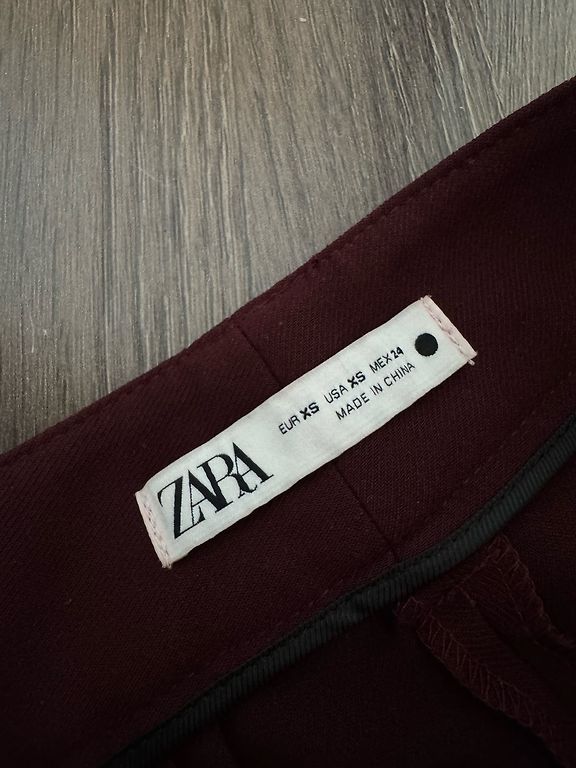 ZARA
EUR XS USA XS MEX 24
MADE IN CHINA